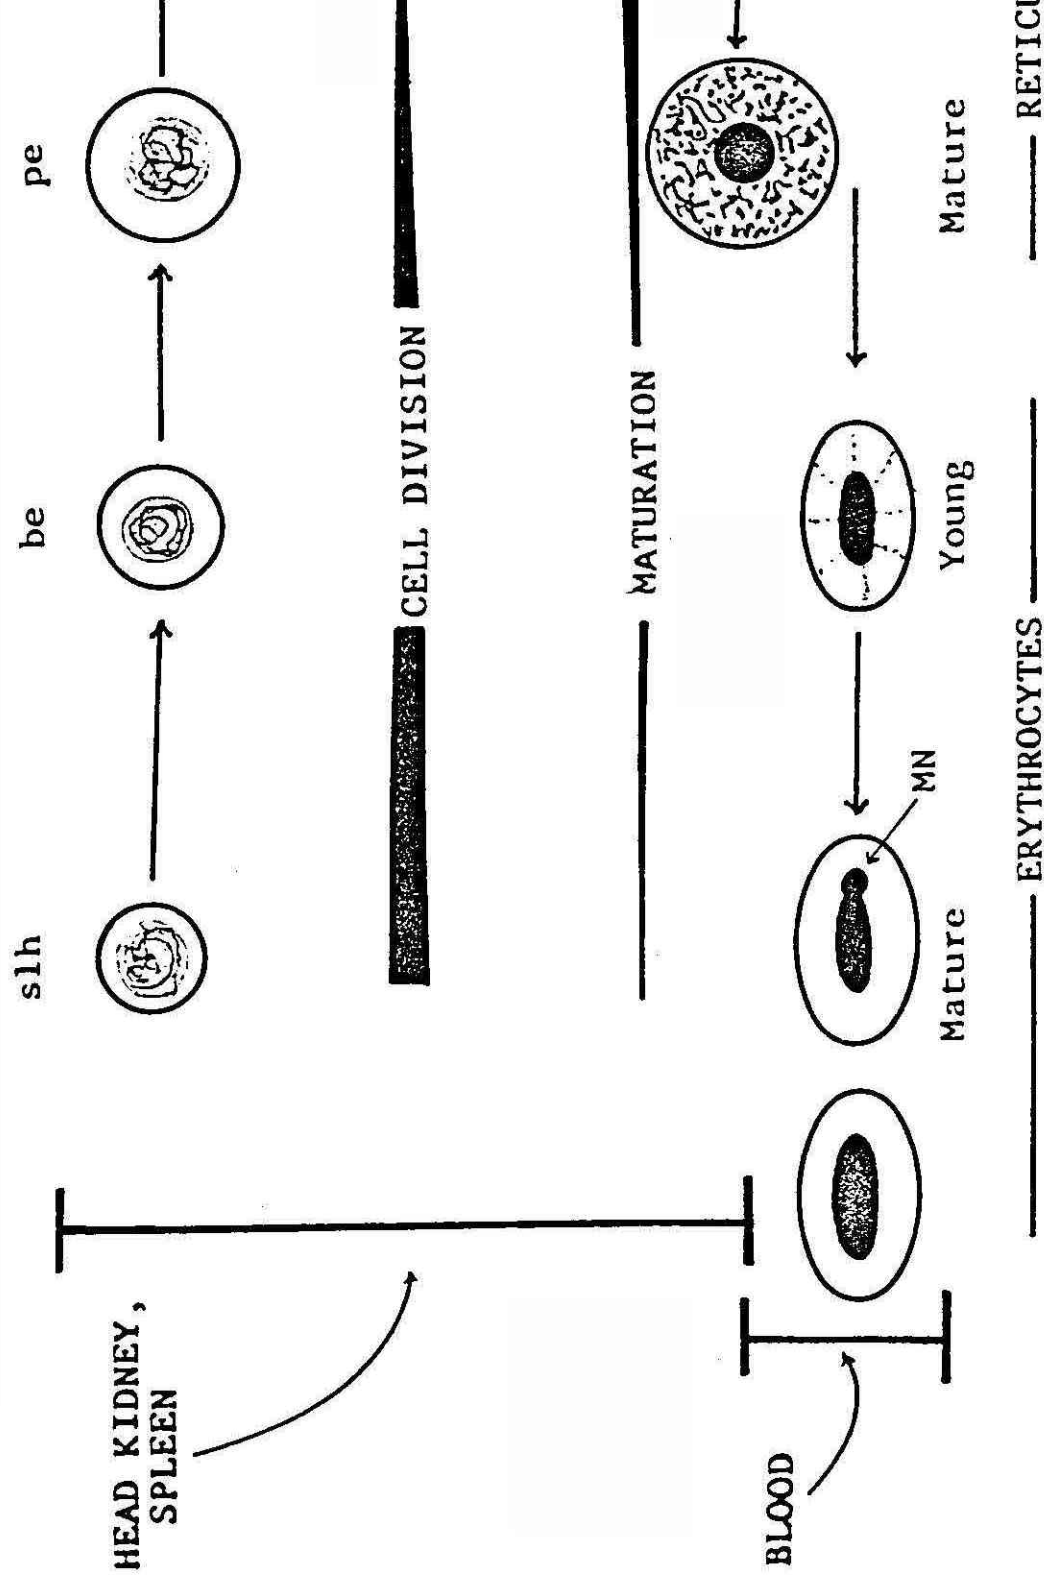 HEAD KIDNEY,
SPLEEN
slh
be
pe
CELL DIVISION
MATURATION
BLOOD
MN
Mature
Young
Mature
ERYTHROCYTES
RETICU